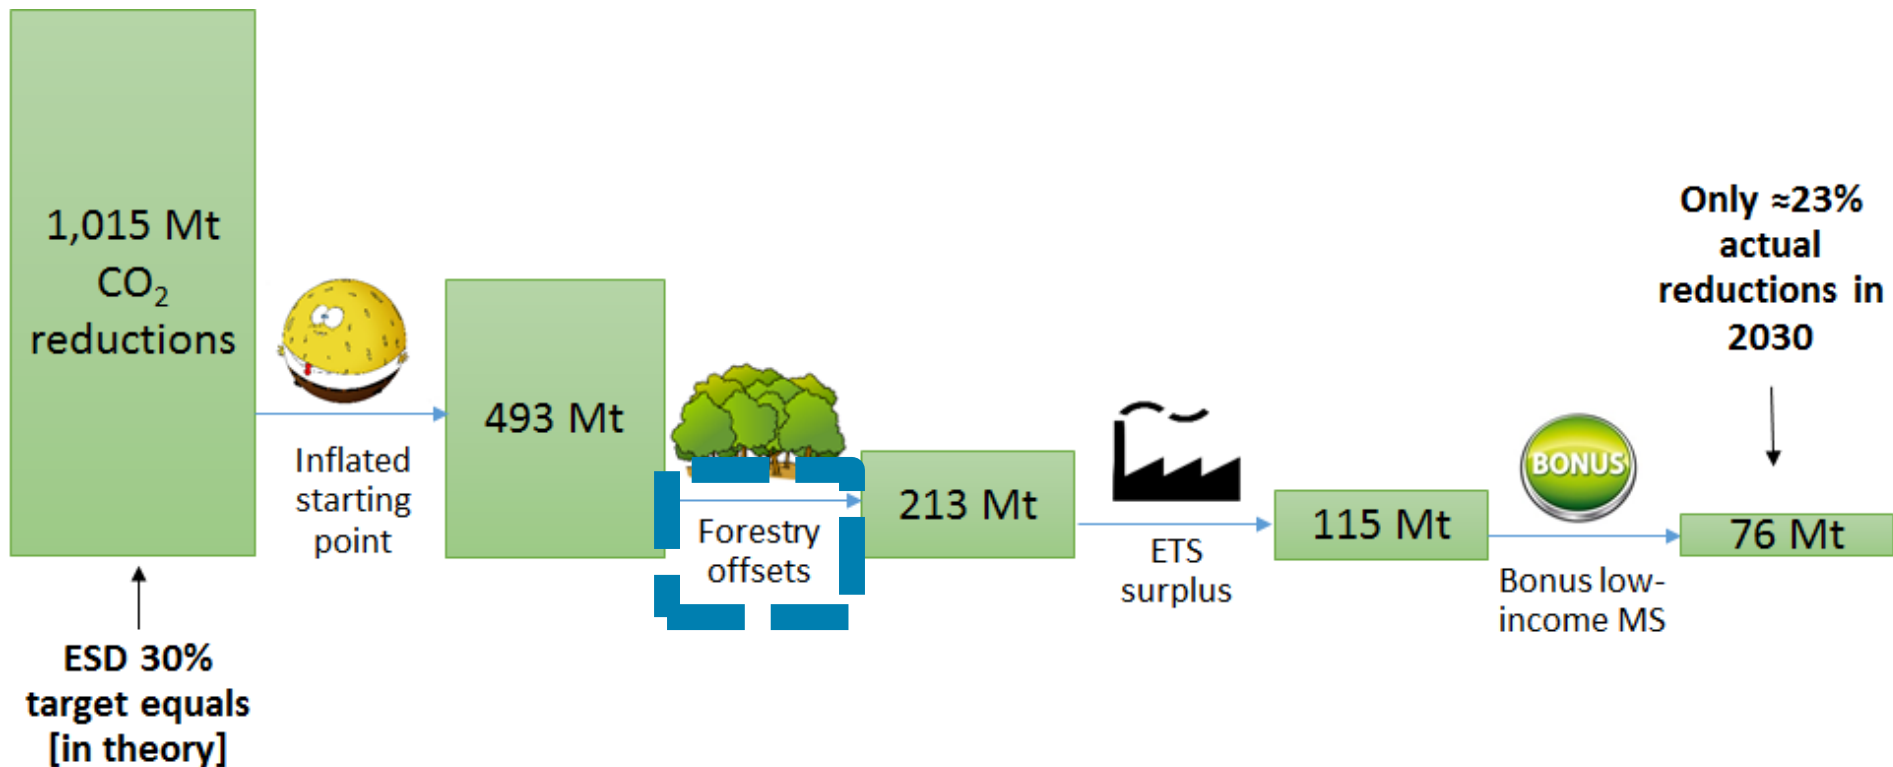 1,015 Mt
CO₂
reductions
ESD 30%
target equals
[in theory]
Inflated
starting
point
493 Mt
Forestry
offsets
213 Mt
ETS
surplus
115 Mt
BONUS
Bonus low-
income MS
Only ≈23%
actual
reductions in
2030
76 Mt